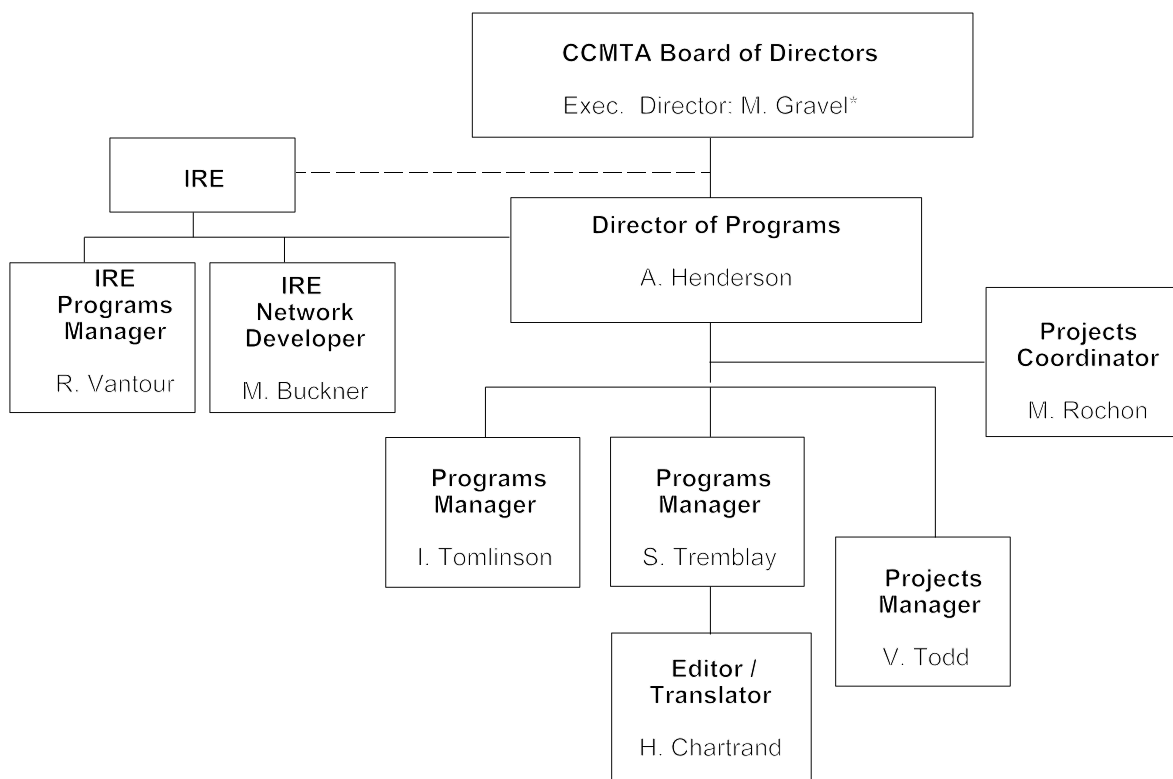 CCMTA Board of Directors
Exec. Director: M. Gravel*
IRE
Director of Programs
A. Henderson
IRE
Programs
Manager
R. Vantour
IRE
Network
Developer
M. Buckner
Projects
Coordinator
M. Rochon
Programs
Manager
I. Tomlinson
Programs
Manager
S. Tremblay
Projects
Manager
V. Todd
Editor /
Translator
H. Chartrand